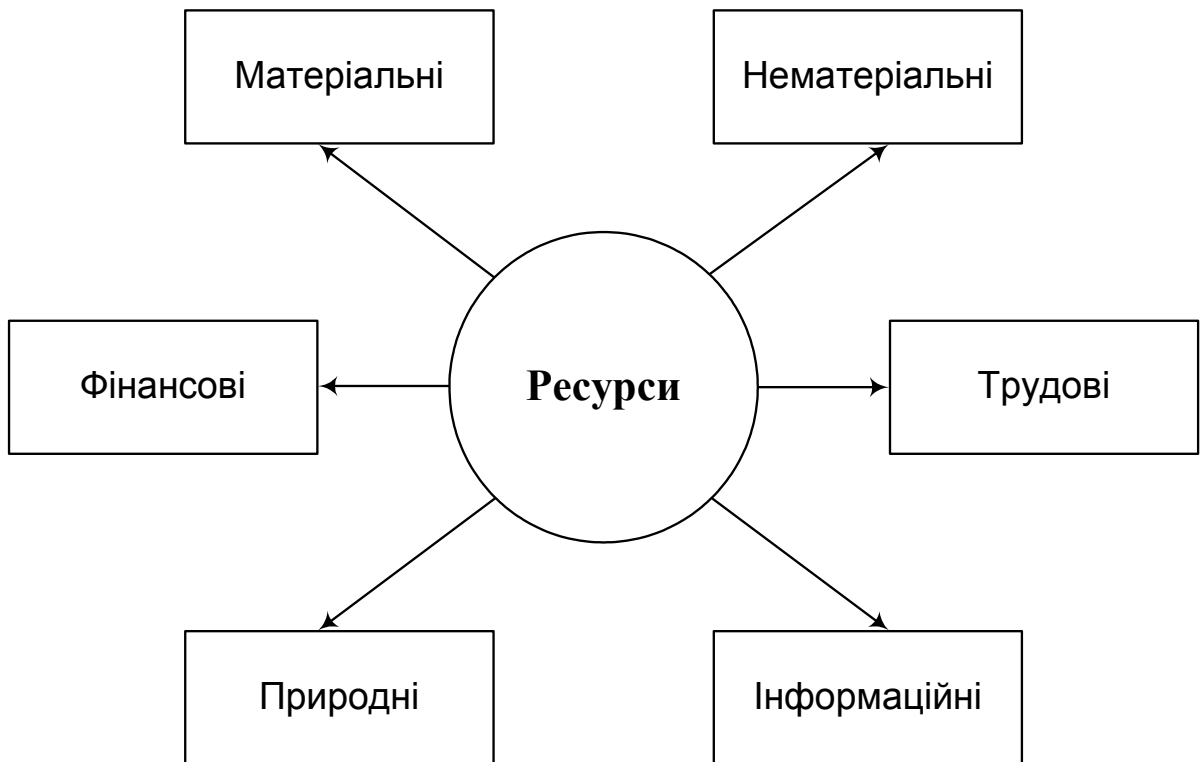 Матеріальні
Нематеріальні
Фінансові
Ресурси
Трудові
Природні
Інформаційні